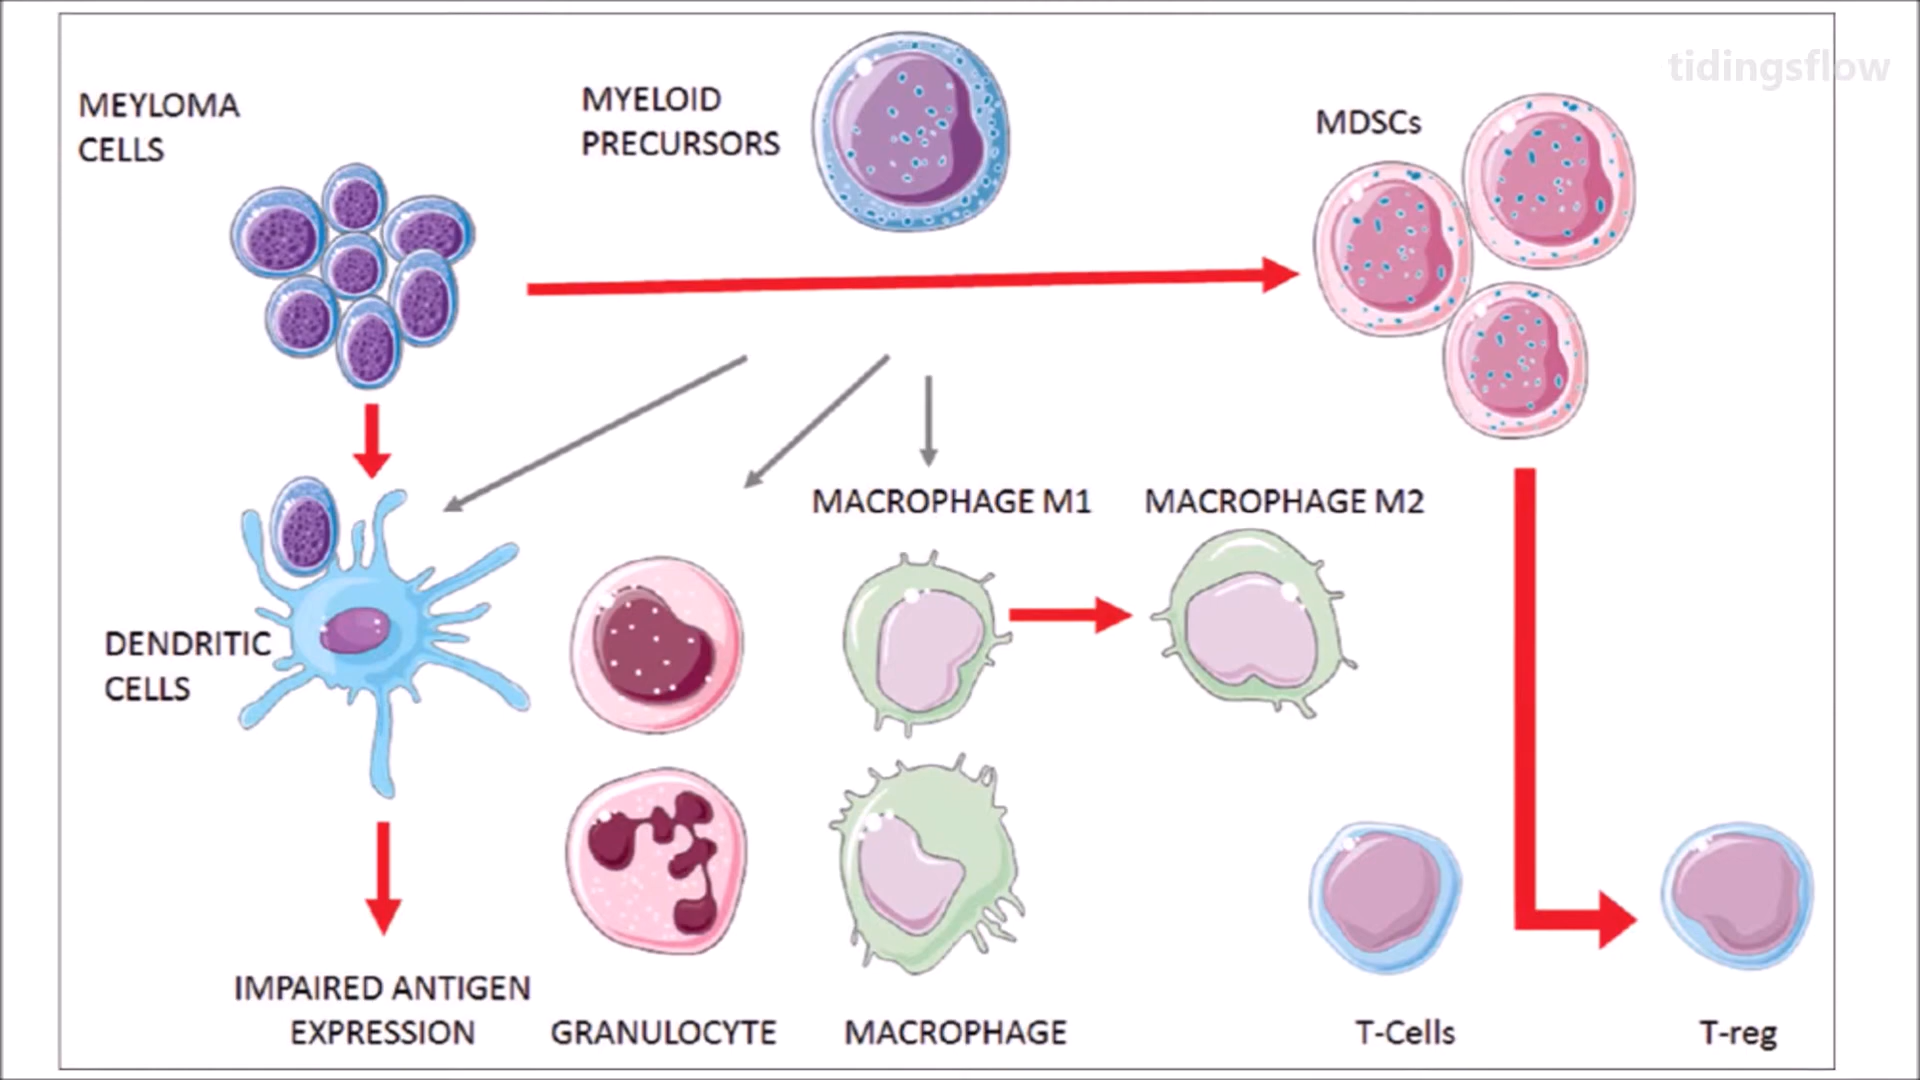 tidingsflow
MEYLOMA
CELLS
MYELOID
PRECURSORS
MDSCs
MACROPHAGE M1
MACROPHAGE M2
DENDRITIC
CELLS
IMPAIRED ANTIGEN
EXPRESSION
GRANULOCYTE
MACROPHAGE
T-Cells
T-reg